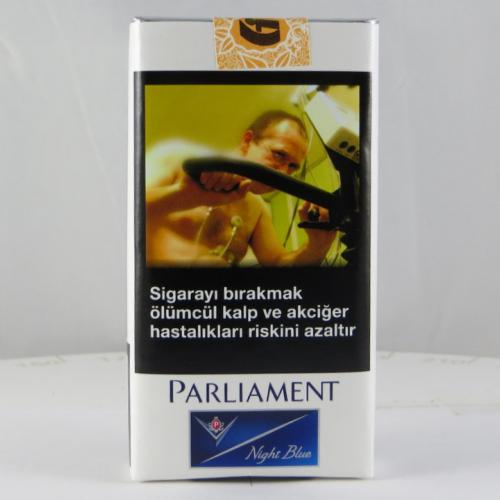 Sigarayı bırakmak
ölümcül kalp ve akciğer
hastalıkları riskini azaltır
PARLIAMENT
P
Night Blue